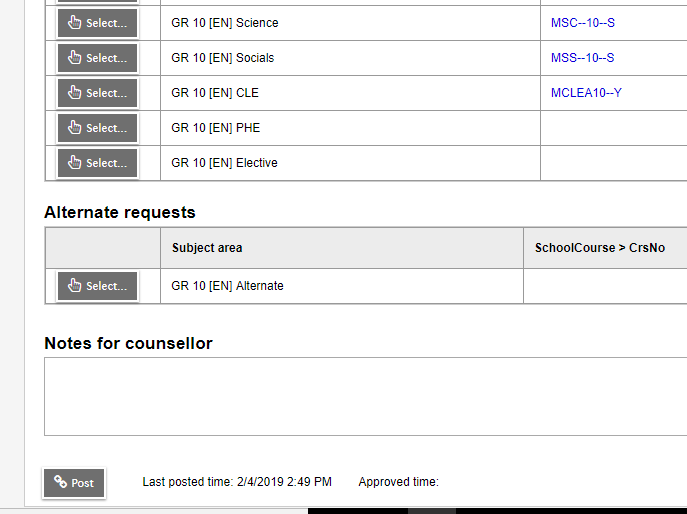 Select... GR 10 [EN] Science MSC--10--S
Select... GR 10 [EN] Socials MSS--10--S
Select... GR 10 [EN] CLE MCLEA10--Y
Select... GR 10 [EN] PHE
Select... GR 10 [EN] Elective
Alternate requests
Subject area SchoolCourse > CrsNo
Select... GR 10 [EN] Alternate
Notes for counsellor
Post Last posted time: 2/4/2019 2:49 PM Approved time: